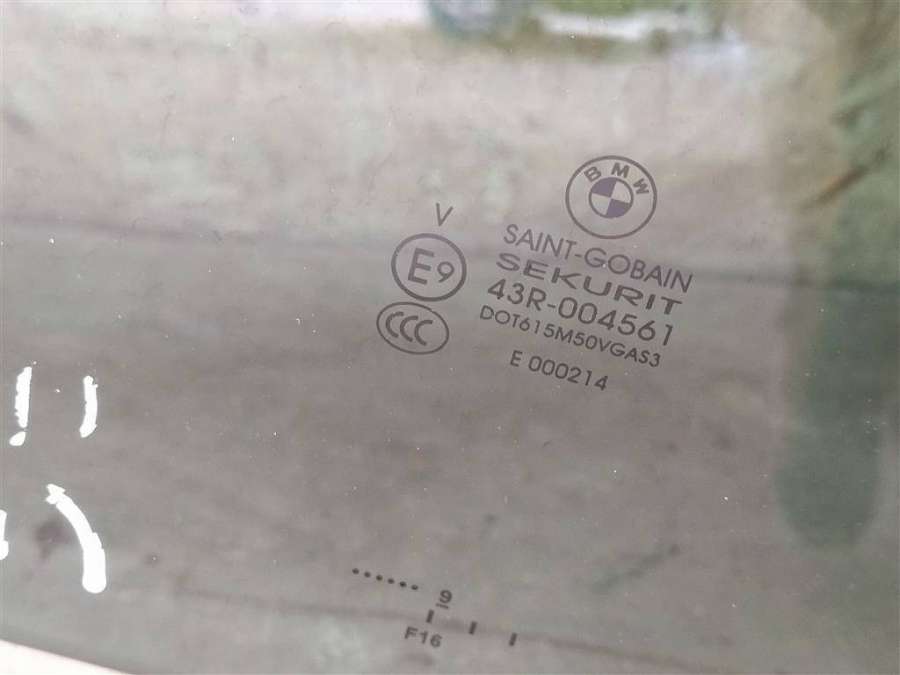 BMW
SAINT-GOBAIN
SEKURIT
43R-004561
DOT615M50VGAS3
E 000214
V
E9
CCC
9
F16